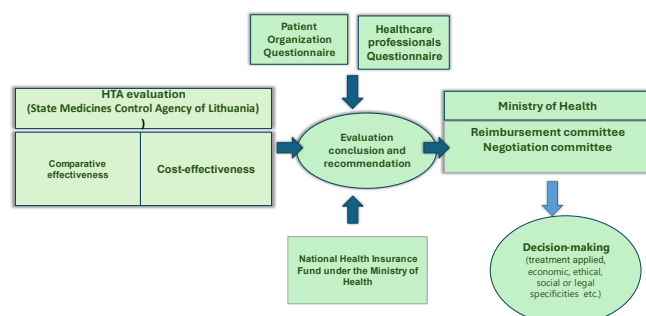 Patient
Organization
Questionnaire
Healthcare
professionals
Questionnaire
HTA evaluation
(State Medicines Control Agency of Lithuania)
)
Comparative
effectiveness
Cost-effectiveness
Evaluation
conclusion and
recommendation
Ministry of Health
Reimbursement committee
Negotiation committee
National Health Insurance
Fund under the Ministry of
Health
Decision-making
(treatment applied,
economic, ethical,
social or legal
specificities etc.)